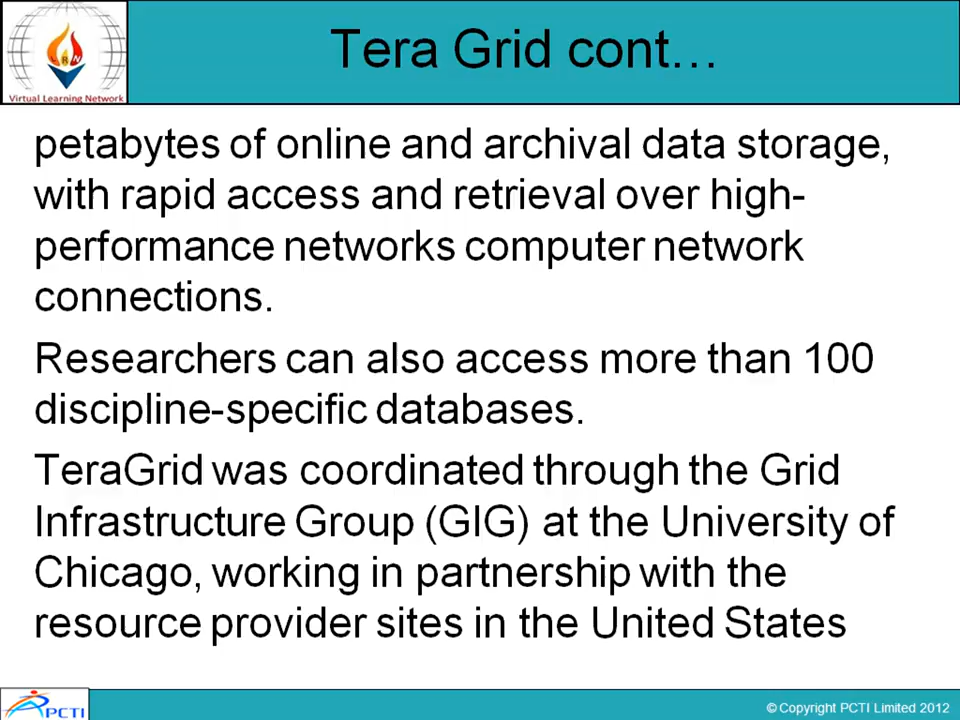 Tera Grid cont...
LRN
Virtual Learning Network
petabytes of online and archival data storage,
with rapid access and retrieval over high-
performance networks computer network
connections.
Researchers can also access more than 100
discipline-specific databases.
TeraGrid was coordinated through the Grid
Infrastructure Group (GIG) at the University of
Chicago, working in partnership with the
resource provider sites in the United States
PCTI
© Copyright PCTI Limited 2012